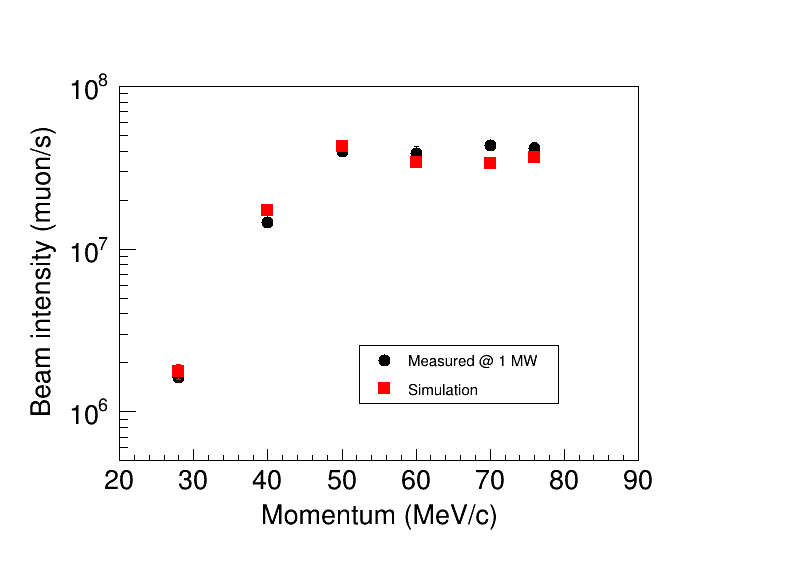 10^8
10^7
10^6
Beam intensity (muon/s)
Measured @ 1 MW
Simulation
20 30 40 50 60 70 80 90
Momentum (MeV/c)